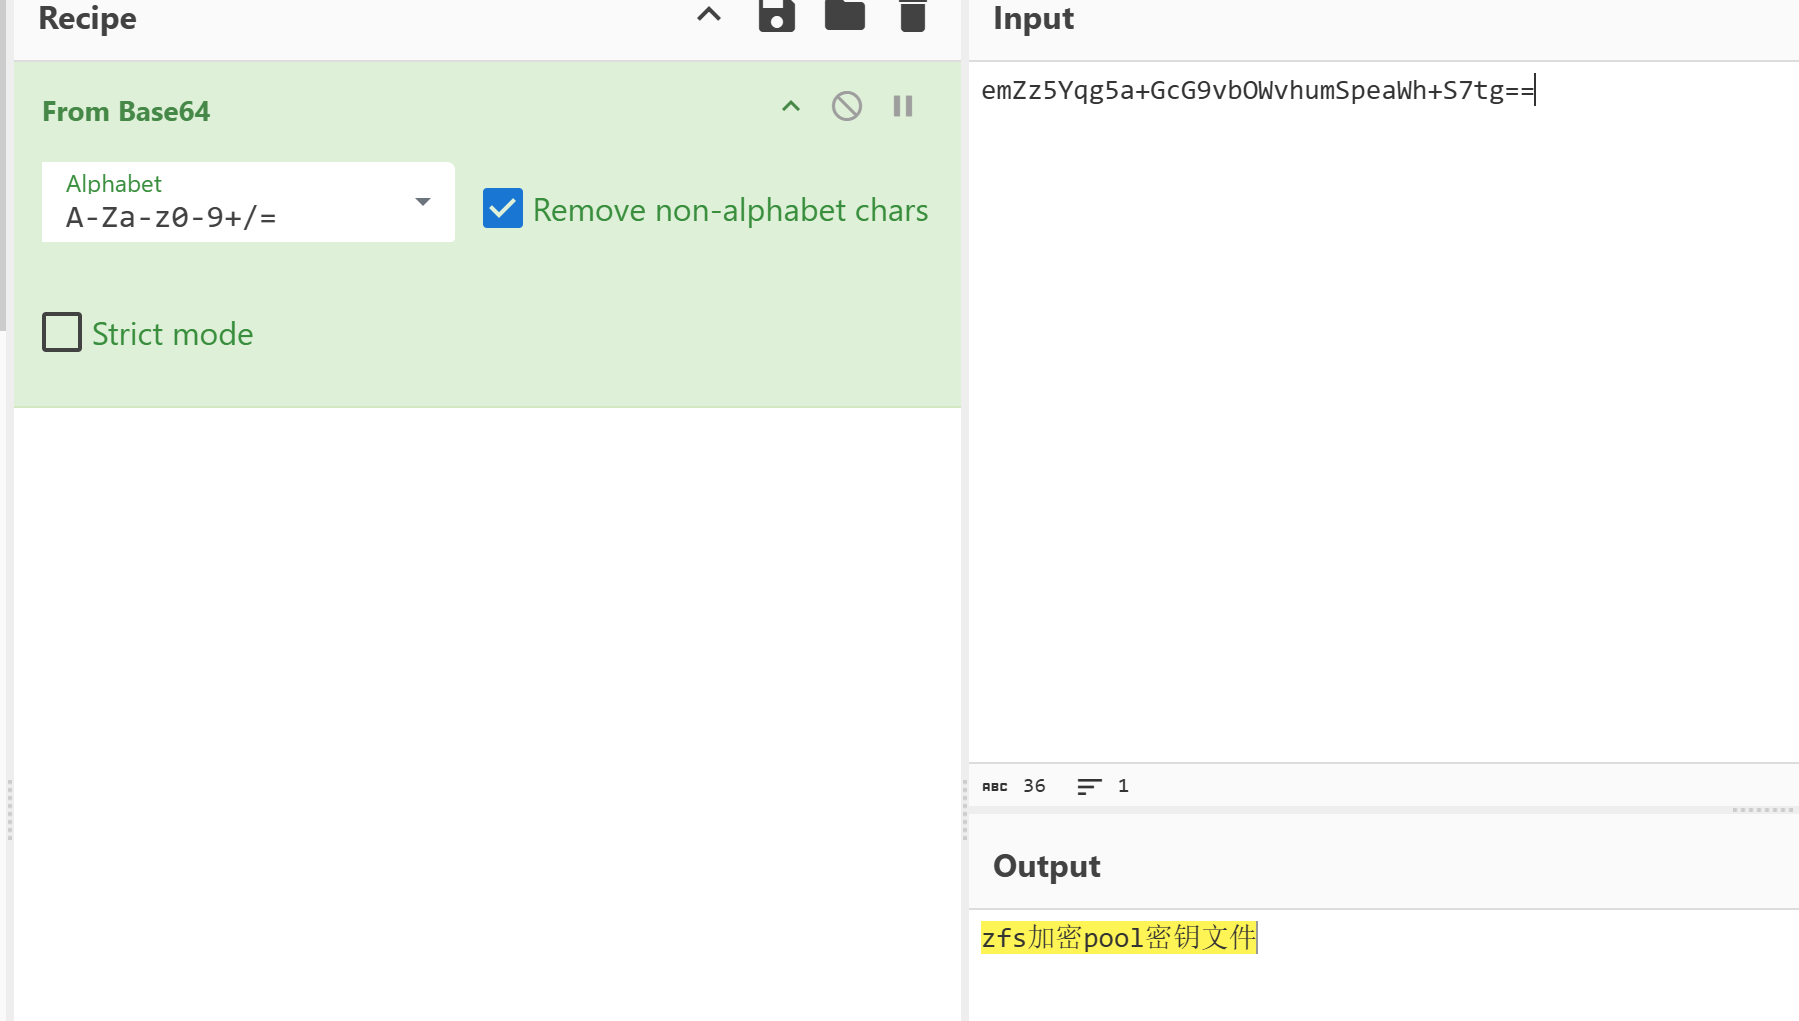 Recipe
From Base64
Alphabet
A-Za-z0-9+/=
Remove non-alphabet chars
Strict mode
Input
emZz5Yqg5a+GcG9vbOWvhumSpeaWh+S7tg==
ABC 36 1
Output
zfs加密pool密钥文件